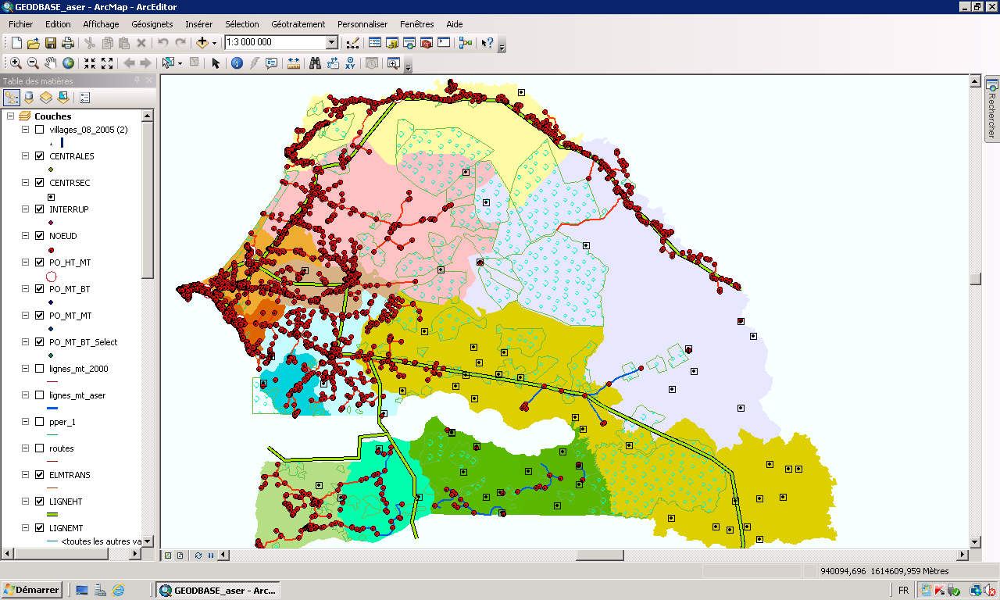 GEODBASE_aser - ArcMap - ArcEditor
Fichier Edition Affichage Géosignets Insérer Sélection Géotraitement Personnaliser Fenêtres Aide
1:3 000 000
Table des matières
Couches
villages_08_2005 (2)
CENTRALES
CENTRSEC
INTERRUP
NOEUD
PO_HT_MT
PO_MT_BT
PO_MT_MT
PO_MT_BT_Select
lignes_mt_2000
lignes_mt_aser
pper_1
routes
ELMTRANS
LIGNEHT
LIGNEMT
<toutes les autres va
Rechercher
940094,696 1614609,959 Mètres
Démarrer
GEODBASE_aser - Arc...
FR